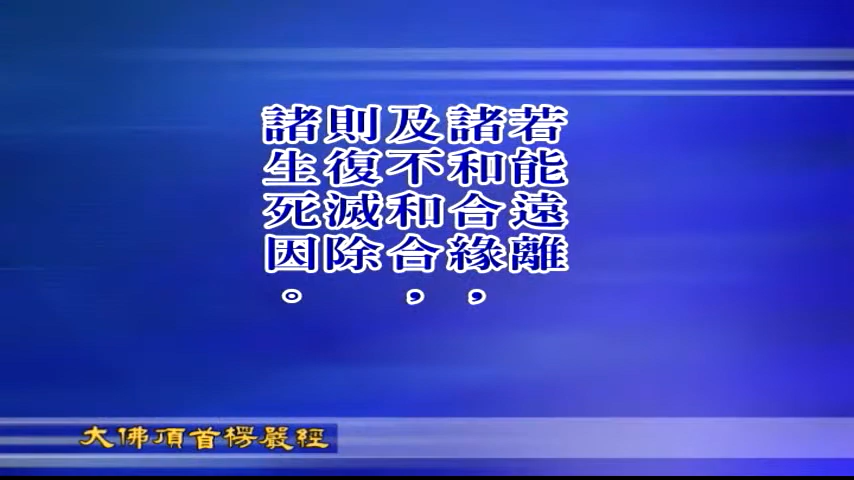 若能遠離
諸和合緣，
及不和合，
則復滅除
諸生死因。
大佛頂首楞嚴經